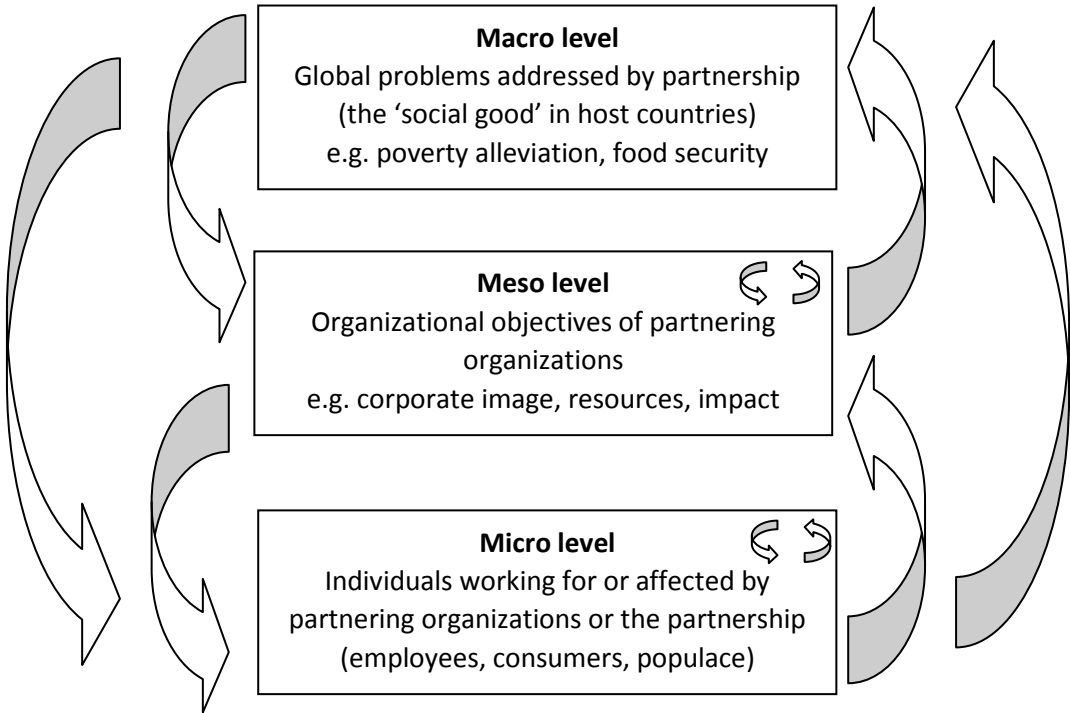 Macro level
Global problems addressed by partnership
(the ‘social good’ in host countries)
e.g. poverty alleviation, food security
Meso level
Organizational objectives of partnering
organizations
e.g. corporate image, resources, impact
Micro level
Individuals working for or affected by
partnering organizations or the partnership
(employees, consumers, populace)